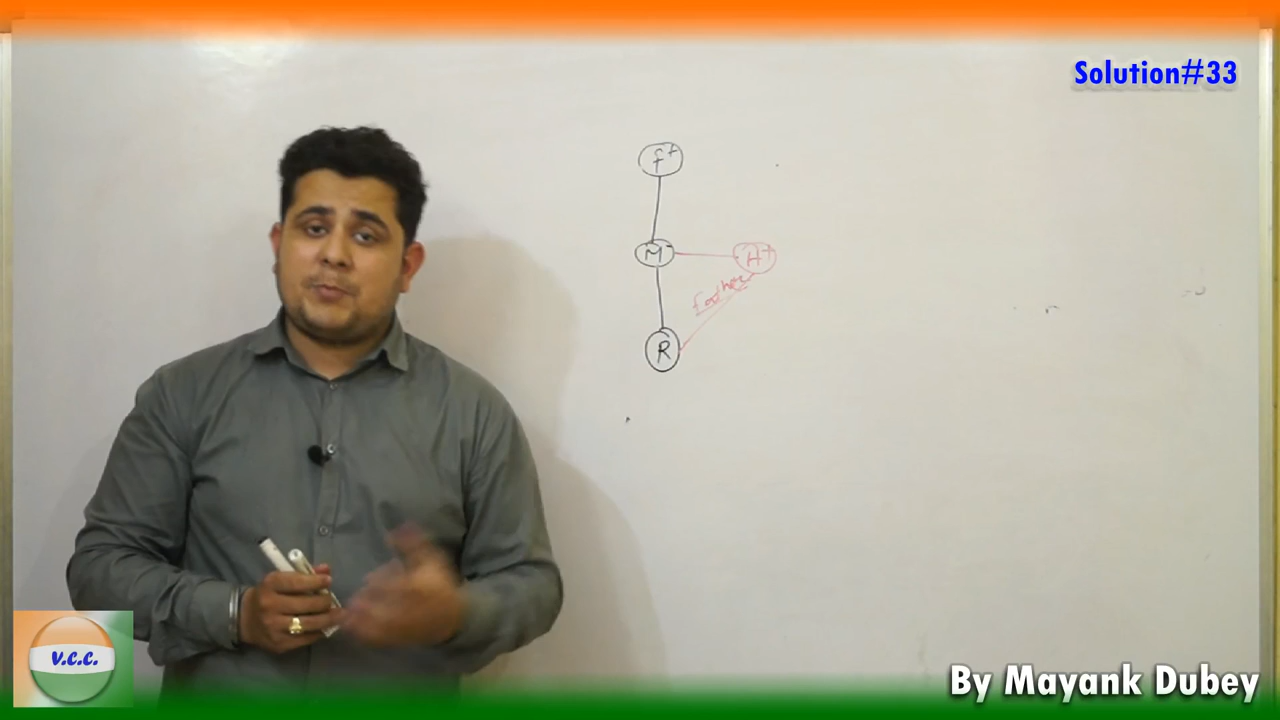 Solution#33
f+
M-
A+
Father
R
V.C.C.
By Mayank Dubey